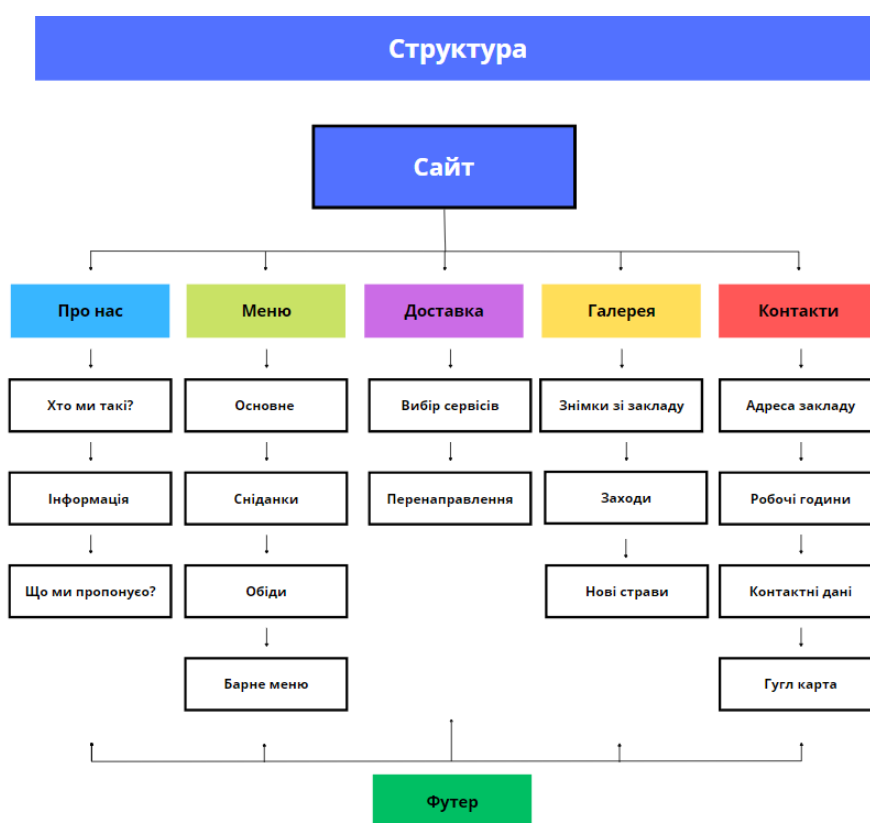 Структура
Сайт
Про нас
Меню
Доставка
Галерея
Контакти
Хто ми такі?
Основне
Вибір сервісів
Знімки зі закладу
Адреса закладу
Інформація
Сніданки
Перенаправлення
Заходи
Робочі години
Що ми пропонуєо?
Обіди
Нові страви
Контактні дані
Барне меню
Гугл карта
Футер